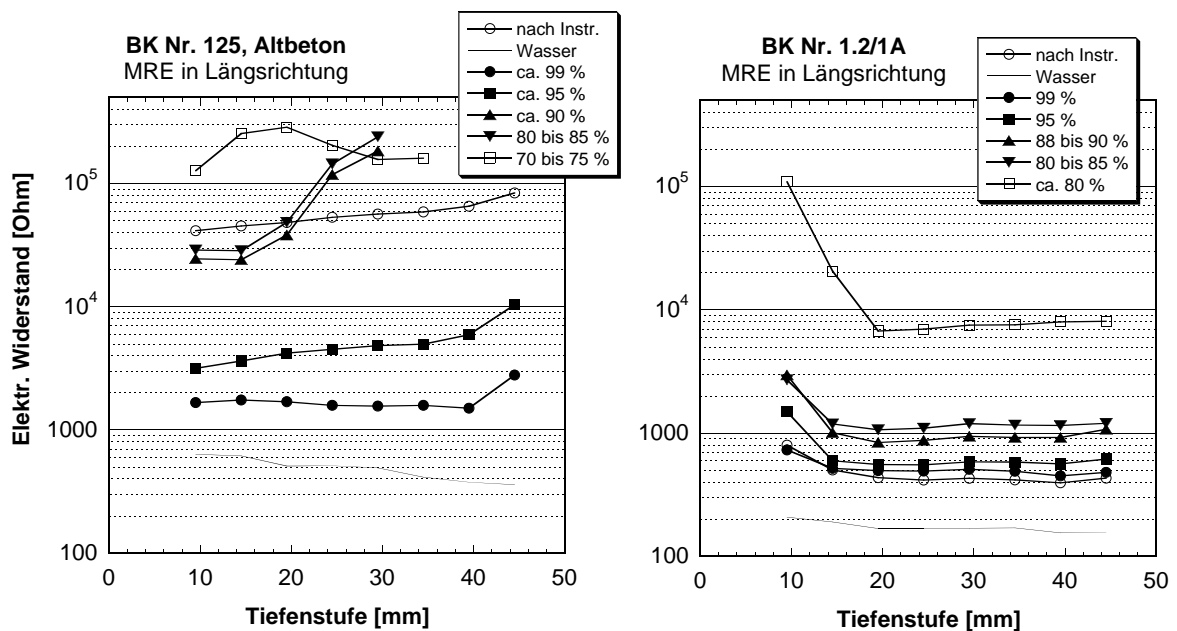 BK Nr. 125, Altbeton
MRE in Längsrichtung
nach Instr.
Wasser
ca. 99 %
ca. 95 %
ca. 90 %
80 bis 85 %
70 bis 75 %
Elektr. Widerstand [Ohm]
10^5
10^4
1000
100
0 10 20 30 40 50
Tiefenstufe [mm]
BK Nr. 1.2/1A
MRE in Längsrichtung
nach Instr.
Wasser
99 %
95 %
88 bis 90 %
80 bis 85 %
ca. 80 %
10^5
10^4
1000
100
0 10 20 30 40 50
Tiefenstufe [mm]